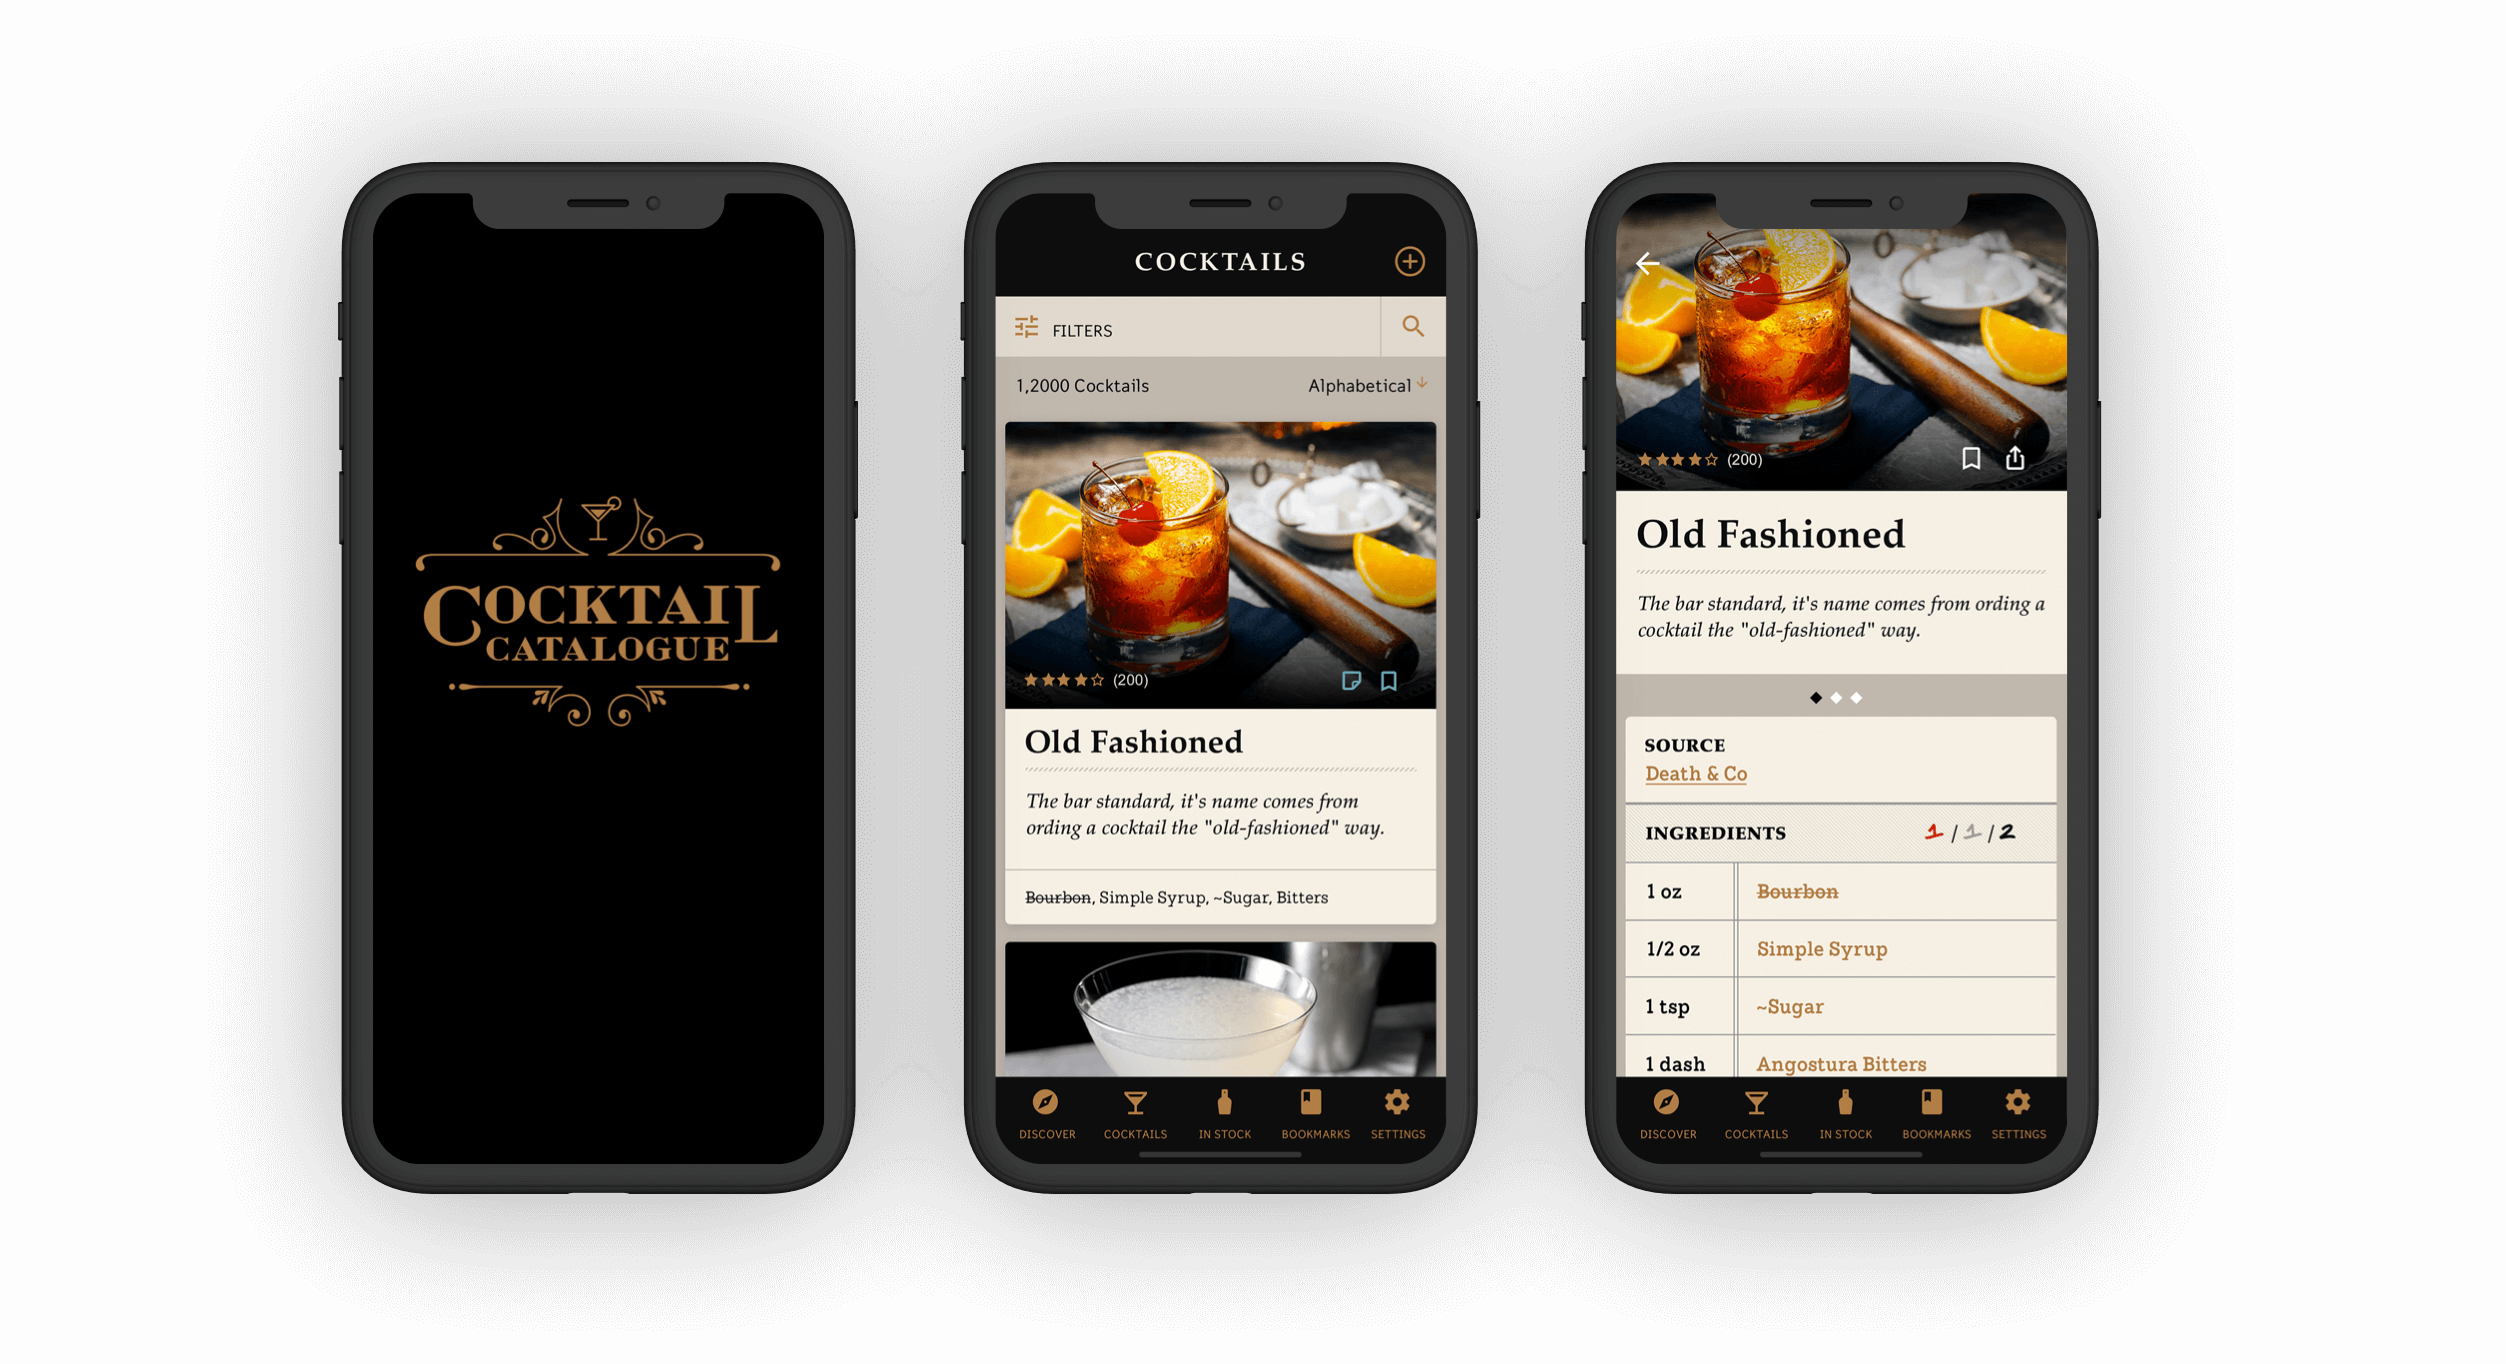 COCKTAIL
CATALOGUE
COCKTAILS
FILTERS
1,2000 Cocktails
Alphabetical
(200)
Old Fashioned
The bar standard, it's name comes from
ording a cocktail the "old-fashioned" way.
Bourbon, Simple Syrup, ~Sugar, Bitters
DISCOVER COCKTAILS IN STOCK BOOKMARKS SETTINGS
(200)
Old Fashioned
The bar standard, it's name comes from ording a
cocktail the "old-fashioned" way.
SOURCE
Death & Co
INGREDIENTS 1 / 1 / 2
1 oz Bourbon
1/2 oz Simple Syrup
1 tsp ~Sugar
1 dash Angostura Bitters
DISCOVER COCKTAILS IN STOCK BOOKMARKS SETTINGS